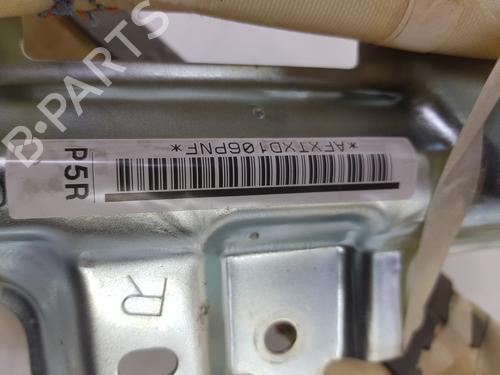 B-PARTS
*AFXTXD106PNF*
P5R
R